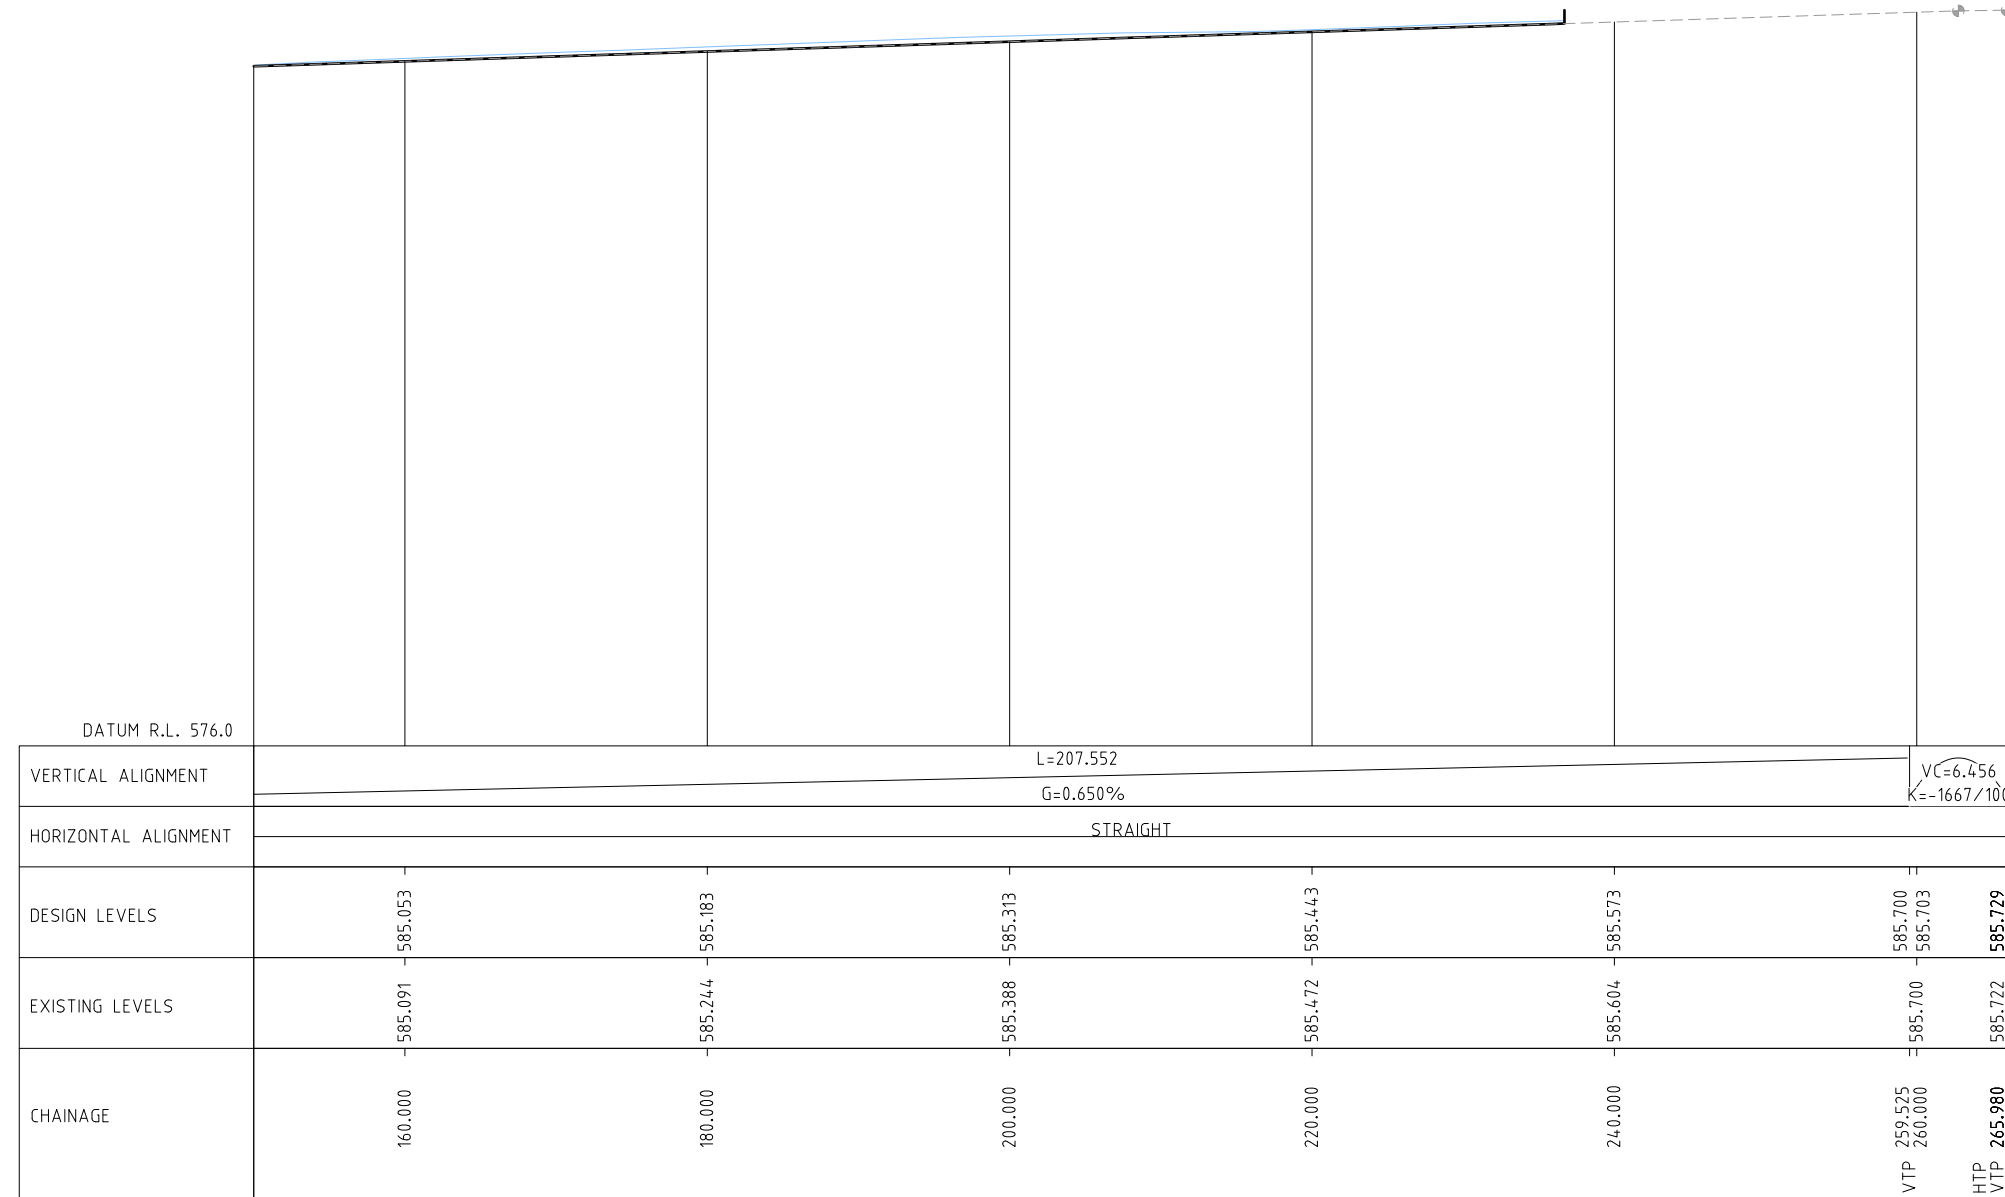 DATUM R.L. 576.0
VERTICAL ALIGNMENT
L=207.552
G=0.650%
VC=6.456
K=-1667/100
HORIZONTAL ALIGNMENT
STRAIGHT
DESIGN LEVELS
585.053
585.183
585.313
585.443
585.573
585.700
585.703
585.729
EXISTING LEVELS
585.091
585.244
585.388
585.472
585.604
585.700
585.722
CHAINAGE
160.000
180.000
200.000
220.000
240.000
VTP 259.525
260.000
HTP
VTP 265.980